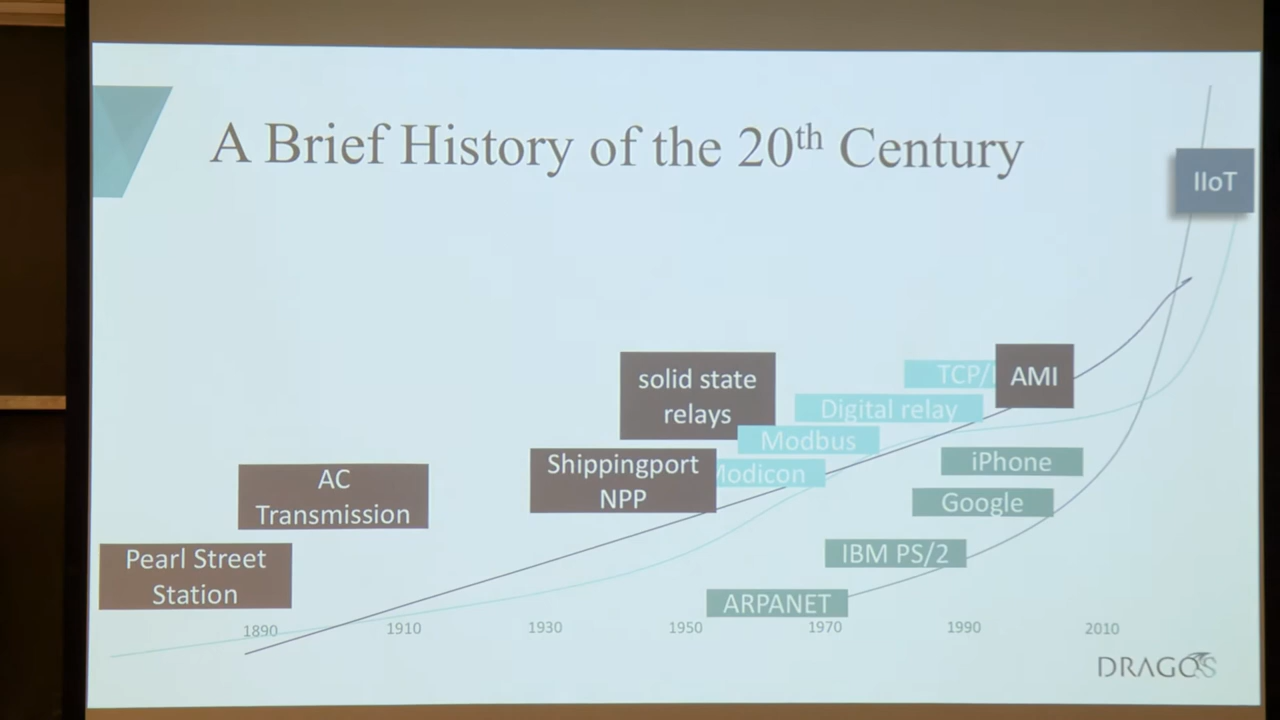 A Brief History of the 20th Century
IIoT
solid state
relays
TCP/
AMI
Digital relay
Modbus
Shippingport
NPP
Modicon
iPhone
AC
Transmission
Google
Pearl Street
Station
IBM PS/2
ARPANET
1890 1910 1930 1950 1970 1990 2010
DRAGOS